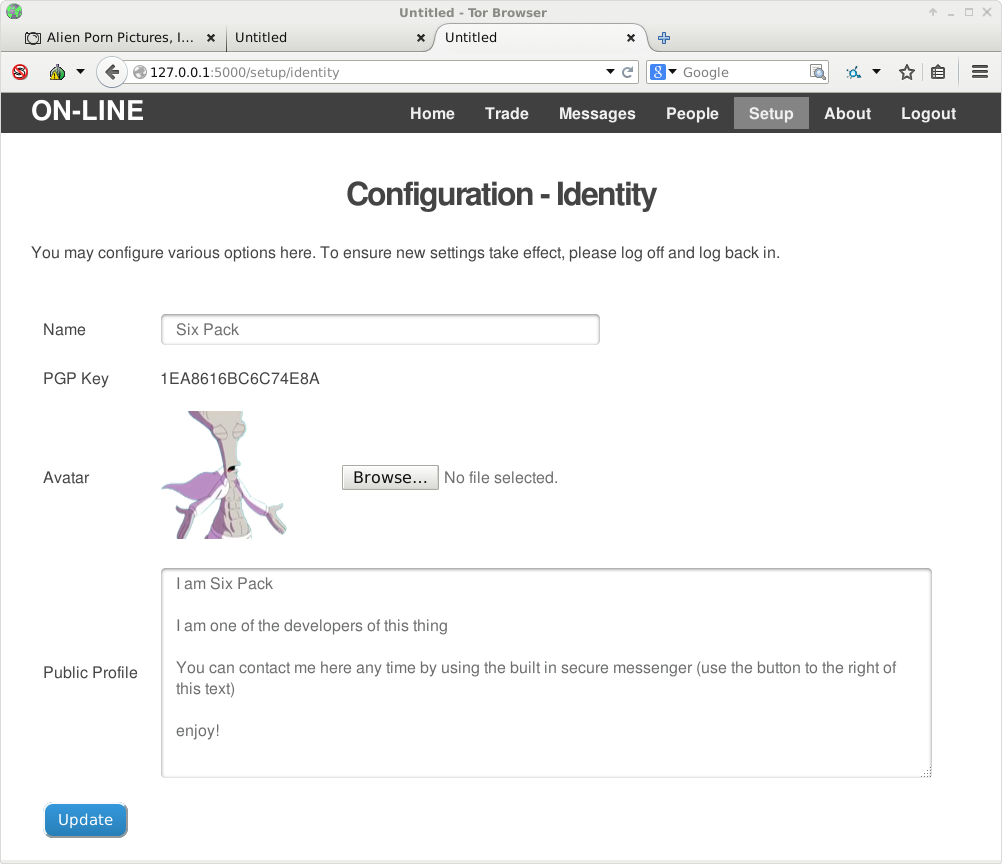 Untitled - Tor Browser
Alien Porn Pictures, I...
Untitled
Untitled
127.0.0.1:5000/setup/identity
8
Google
ON-LINE
Home
Trade
Messages
People
Setup
About
Logout
Configuration - Identity
You may configure various options here. To ensure new settings take effect, please log off and log back in.
Name
Six Pack
PGP Key
1EA8616BC6C74E8A
Avatar
Browse...
No file selected.
Public Profile
I am Six Pack
I am one of the developers of this thing
You can contact me here any time by using the built in secure messenger (use the button to the right of
this text)
enjoy!
Update